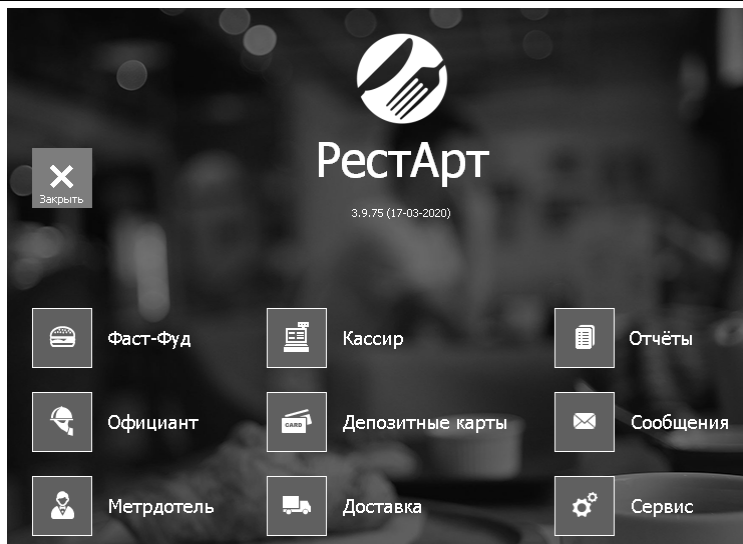 РестАрт
Закрыть
3.9.75 (17-03-2020)
Фаст-Фуд
Кассир
Отчёты
Официант
CARD
Депозитные карты
Сообщения
Метрдотель
Доставка
Сервис